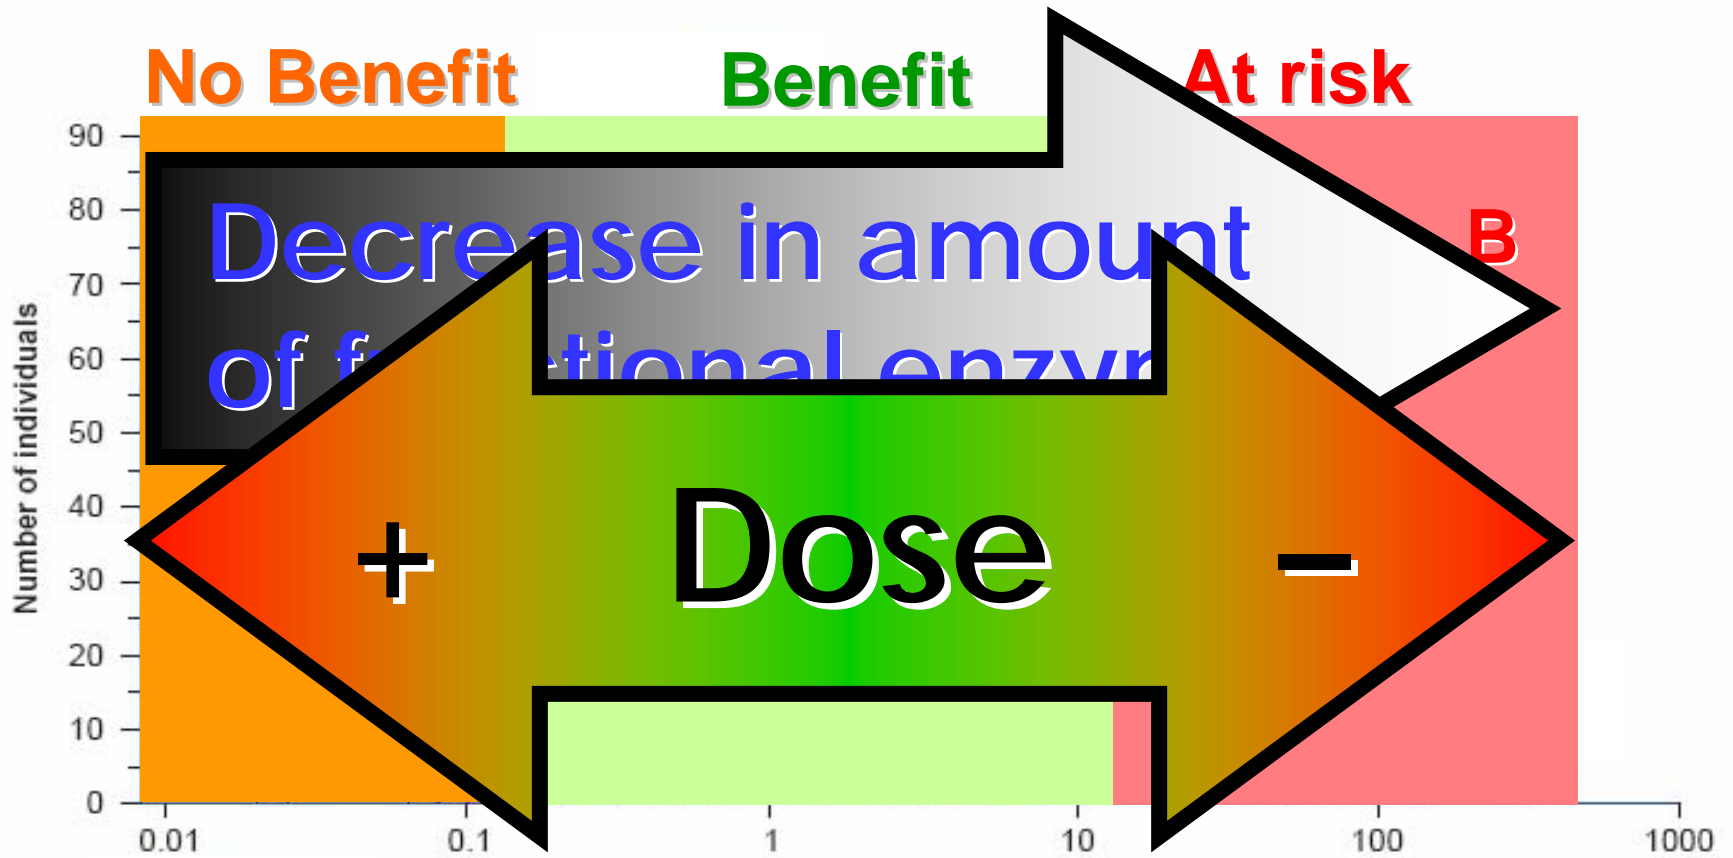 No Benefit Benefit At risk
90
80
70
60
50
40
30
20
10
0
Number of individuals
B
Decrease in amount
of
Dose
+ −
0.01 0.1 1 10 100 1000